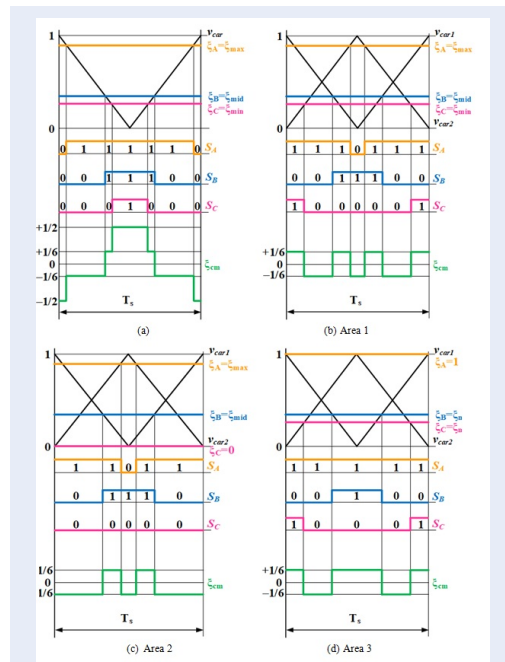 1
v_car
ξ_A=ξ_max
ξ_B=ξ_mid
ξ_C=ξ_min
0
0 1 1 1 1 1 0 S_A
0 0 1 1 1 0 0 S_B
0 0 0 1 0 0 0 S_C
+1/2
+1/6
0
−1/6
−1/2
ξ_cm
T_s
(a)
1
v_car1
ξ_A=ξ_max
ξ_B=ξ_mid
ξ_C=ξ_min
0
v_car2
1 1 1 0 1 1 1 S_A
0 0 1 1 1 0 0 S_B
1 0 0 0 0 0 1 S_C
+1/6
0
−1/6
ξ_cm
T_s
(b) Area 1
1
v_car1
ξ_A=ξ_max
ξ_B=ξ_mid
0
v_car2
ξ_C=0
1 1 0 1 1 S_A
0 1 1 1 0 S_B
0 0 0 0 0 S_C
1/6
0
1/6
ξ_cm
T_s
(c) Area 2
1
v_car1
ξ_A=1
ξ_B=ξ_n
ξ_C=ξ_n
0
v_car2
1 1 1 1 1 S_A
0 0 1 0 0 S_B
1 0 0 0 1 S_C
+1/6
0
−1/6
ξ_cm
T_s
(d) Area 3